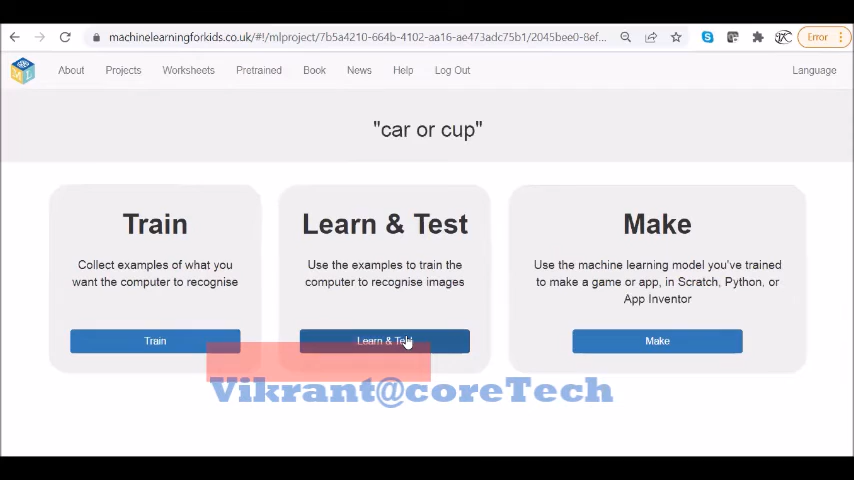 machinelearningforkids.co.uk/#!/mlproject/7b5a4210-664b-4102-aa16-ae473adc75b1/2045bee0-8ef...
Error
About Projects Worksheets Pretrained Book News Help Log Out Language
"car or cup"
Train
Collect examples of what you
want the computer to recognise
Train
Learn & Test
Use the examples to train the
computer to recognise images
Learn & Test
Make
Use the machine learning model you've trained
to make a game or app, in Scratch, Python, or
App Inventor
Make
Vikrant@coreTech